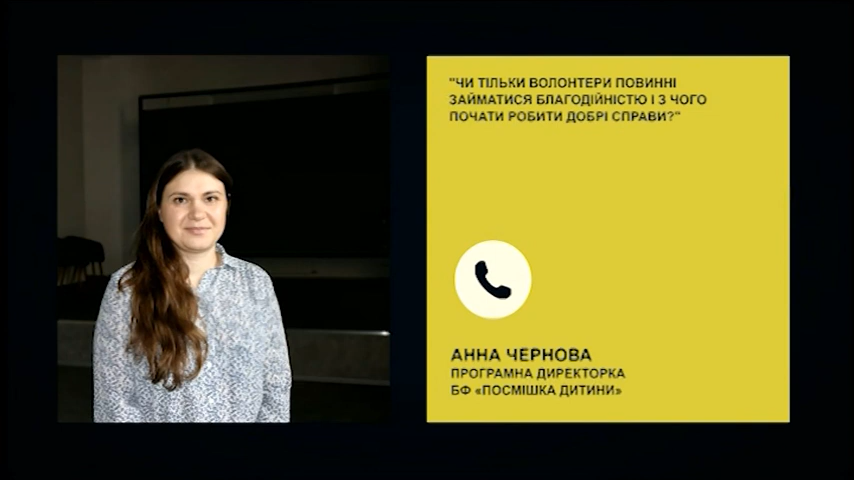 "ЧИ ТІЛЬКИ ВОЛОНТЕРИ ПОВИННІ
ЗАЙМАТИСЯ БЛАГОДІЙНІСТЮ І З ЧОГО
ПОЧАТИ РОБИТИ ДОБРІ СПРАВИ?"
АННА ЧЕРНОВА
ПРОГРАМНА ДИРЕКТОРКА
БФ «ПОСМІШКА ДИТИНИ»